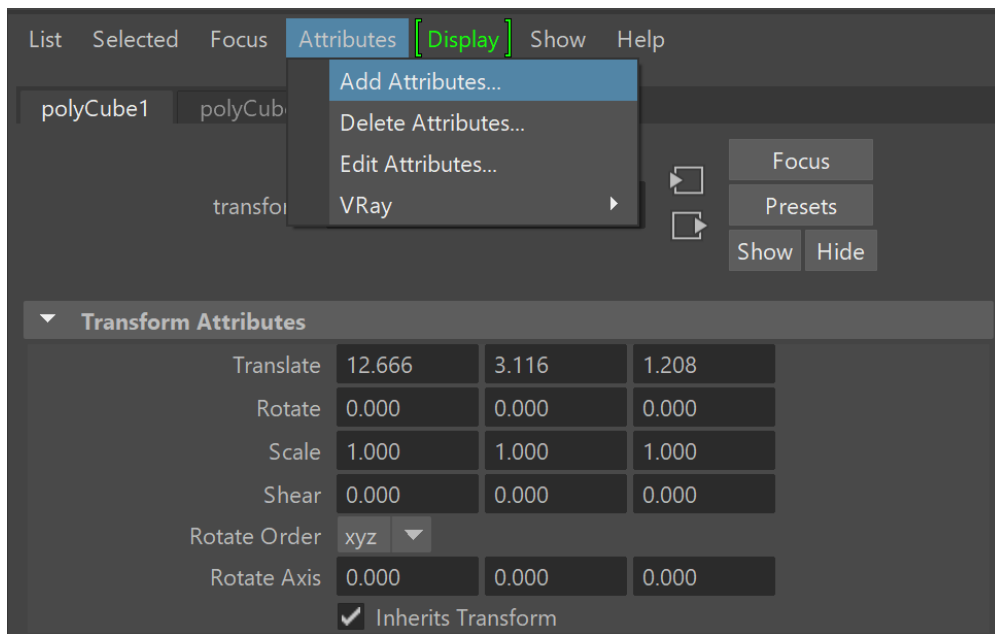 List Selected Focus Attributes [Display] Show Help
Add Attributes...
Delete Attributes...
Edit Attributes...
VRay
polyCube1
Focus
Presets
Show Hide
Transform Attributes
Translate 12.666 3.116 1.208
Rotate 0.000 0.000 0.000
Scale 1.000 1.000 1.000
Shear 0.000 0.000 0.000
Rotate Order xyz
Rotate Axis 0.000 0.000 0.000
Inherits Transform